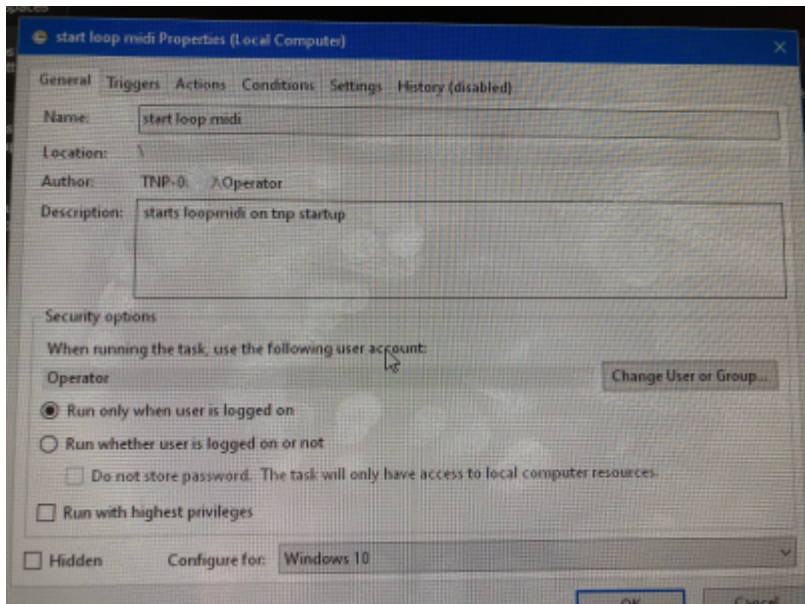 start loop midi Properties (Local Computer)
General Triggers Actions Conditions Settings History (disabled)
Name: start loop midi
Location: \
Author: TNP-0 \Operator
Description: starts loopmidi on tnp startup
Security options
When running the task, use the following user account:
Operator Change User or Group...
Run only when user is logged on
Run whether user is logged on or not
Do not store password. The task will only have access to local computer resources.
Run with highest privileges
Hidden Configure for: Windows 10
OK Cancel